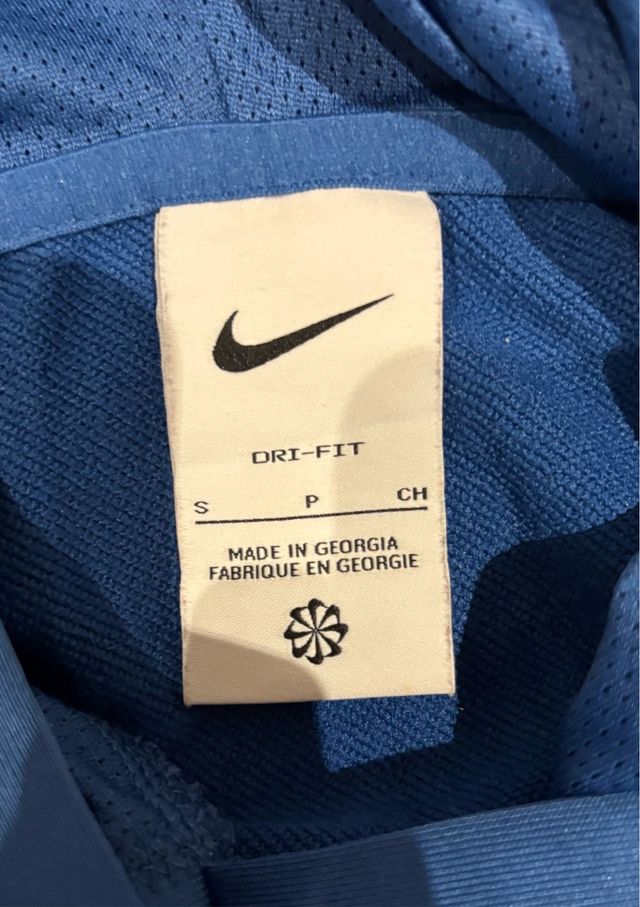 DRI-FIT
S P CH
MADE IN GEORGIA
FABRIQUE EN GEORGIE